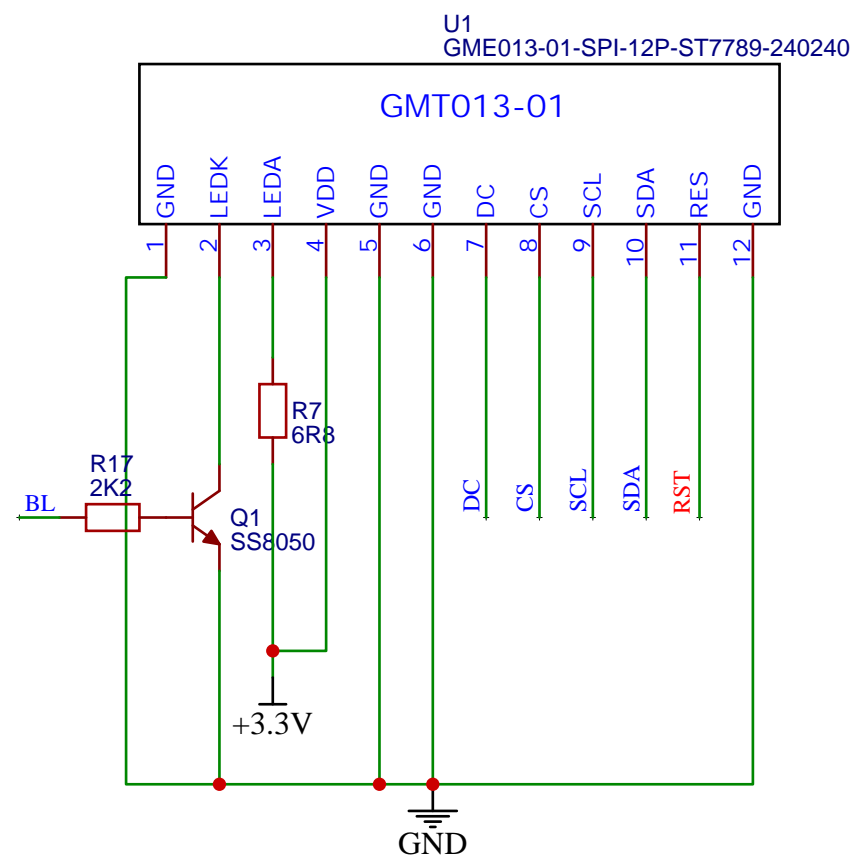 U1
GME013-01-SPI-12P-ST7789-240240
GMT013-01
GND
LEDK
LEDA
VDD
GND
GND
DC
CS
SCL
SDA
RES
GND
1
2
3
4
5
6
7
8
9
10
11
12
R7
6R8
R17
2K2
BL
Q1
SS8050
DC
CS
SCL
SDA
RST
+3.3V
GND